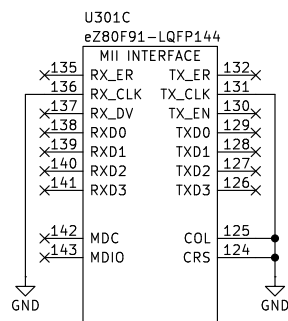 U301C
eZ80F91-LQFP144
MII INTERFACE
135 RX_ER TX_ER 132
136 RX_CLK TX_CLK 131
137 RX_DV TX_EN 130
138 RXD0 TXD0 129
139 RXD1 TXD1 128
140 RXD2 TXD2 127
141 RXD3 TXD3 126
142 MDC COL 125
143 MDIO CRS 124
GND GND